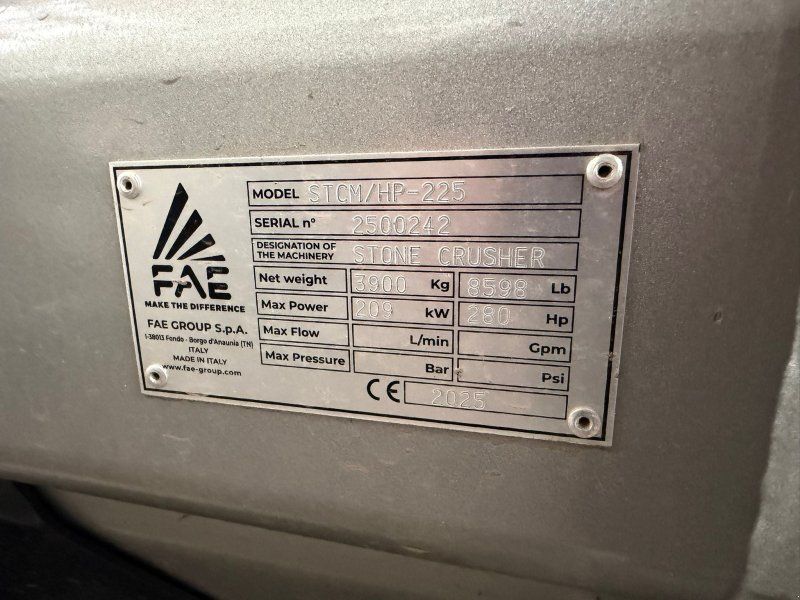 FAE
MAKE THE DIFFERENCE
FAE GROUP S.p.A.
I-38013 Fondo - Borgo d'Anaunia (TN)
ITALY
MADE IN ITALY
www.fae-group.com
MODEL STCM/HP-225
SERIAL n° 2500242
DESIGNATION OF THE MACHINERY STONE CRUSHER
Net weight 3900 Kg 8598 Lb
Max Power 209 kW 280 Hp
Max Flow L/min Gpm
Max Pressure Bar Psi
CE 2025